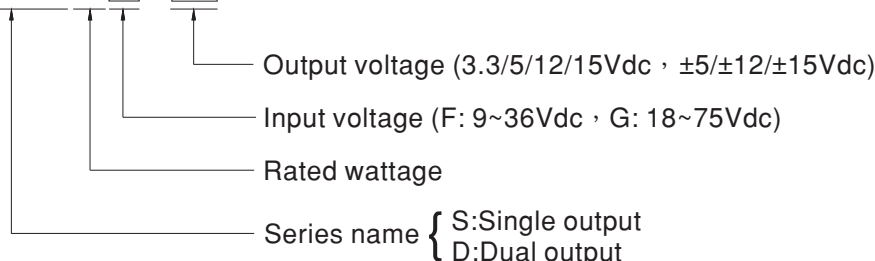 Output voltage (3.3/5/12/15Vdc，±5/±12/±15Vdc)
Input voltage (F: 9~36Vdc，G: 18~75Vdc)
Rated wattage
Series name { S:Single output
D:Dual output